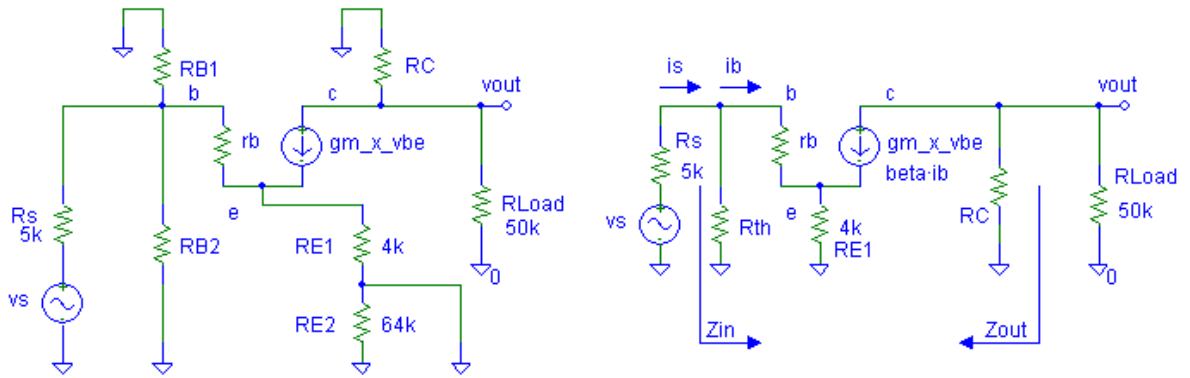 RB1
RC
b
c
vout
rb
gm_x_vbe
Rs
5k
e
RB2
RLoad
50k
RE1
4k
0
vs
RE2
64k
is
ib
b
c
vout
Rs
5k
rb
gm_x_vbe
beta·ib
RLoad
50k
vs
Rth
e
4k
RE1
RC
0
Zin
Zout